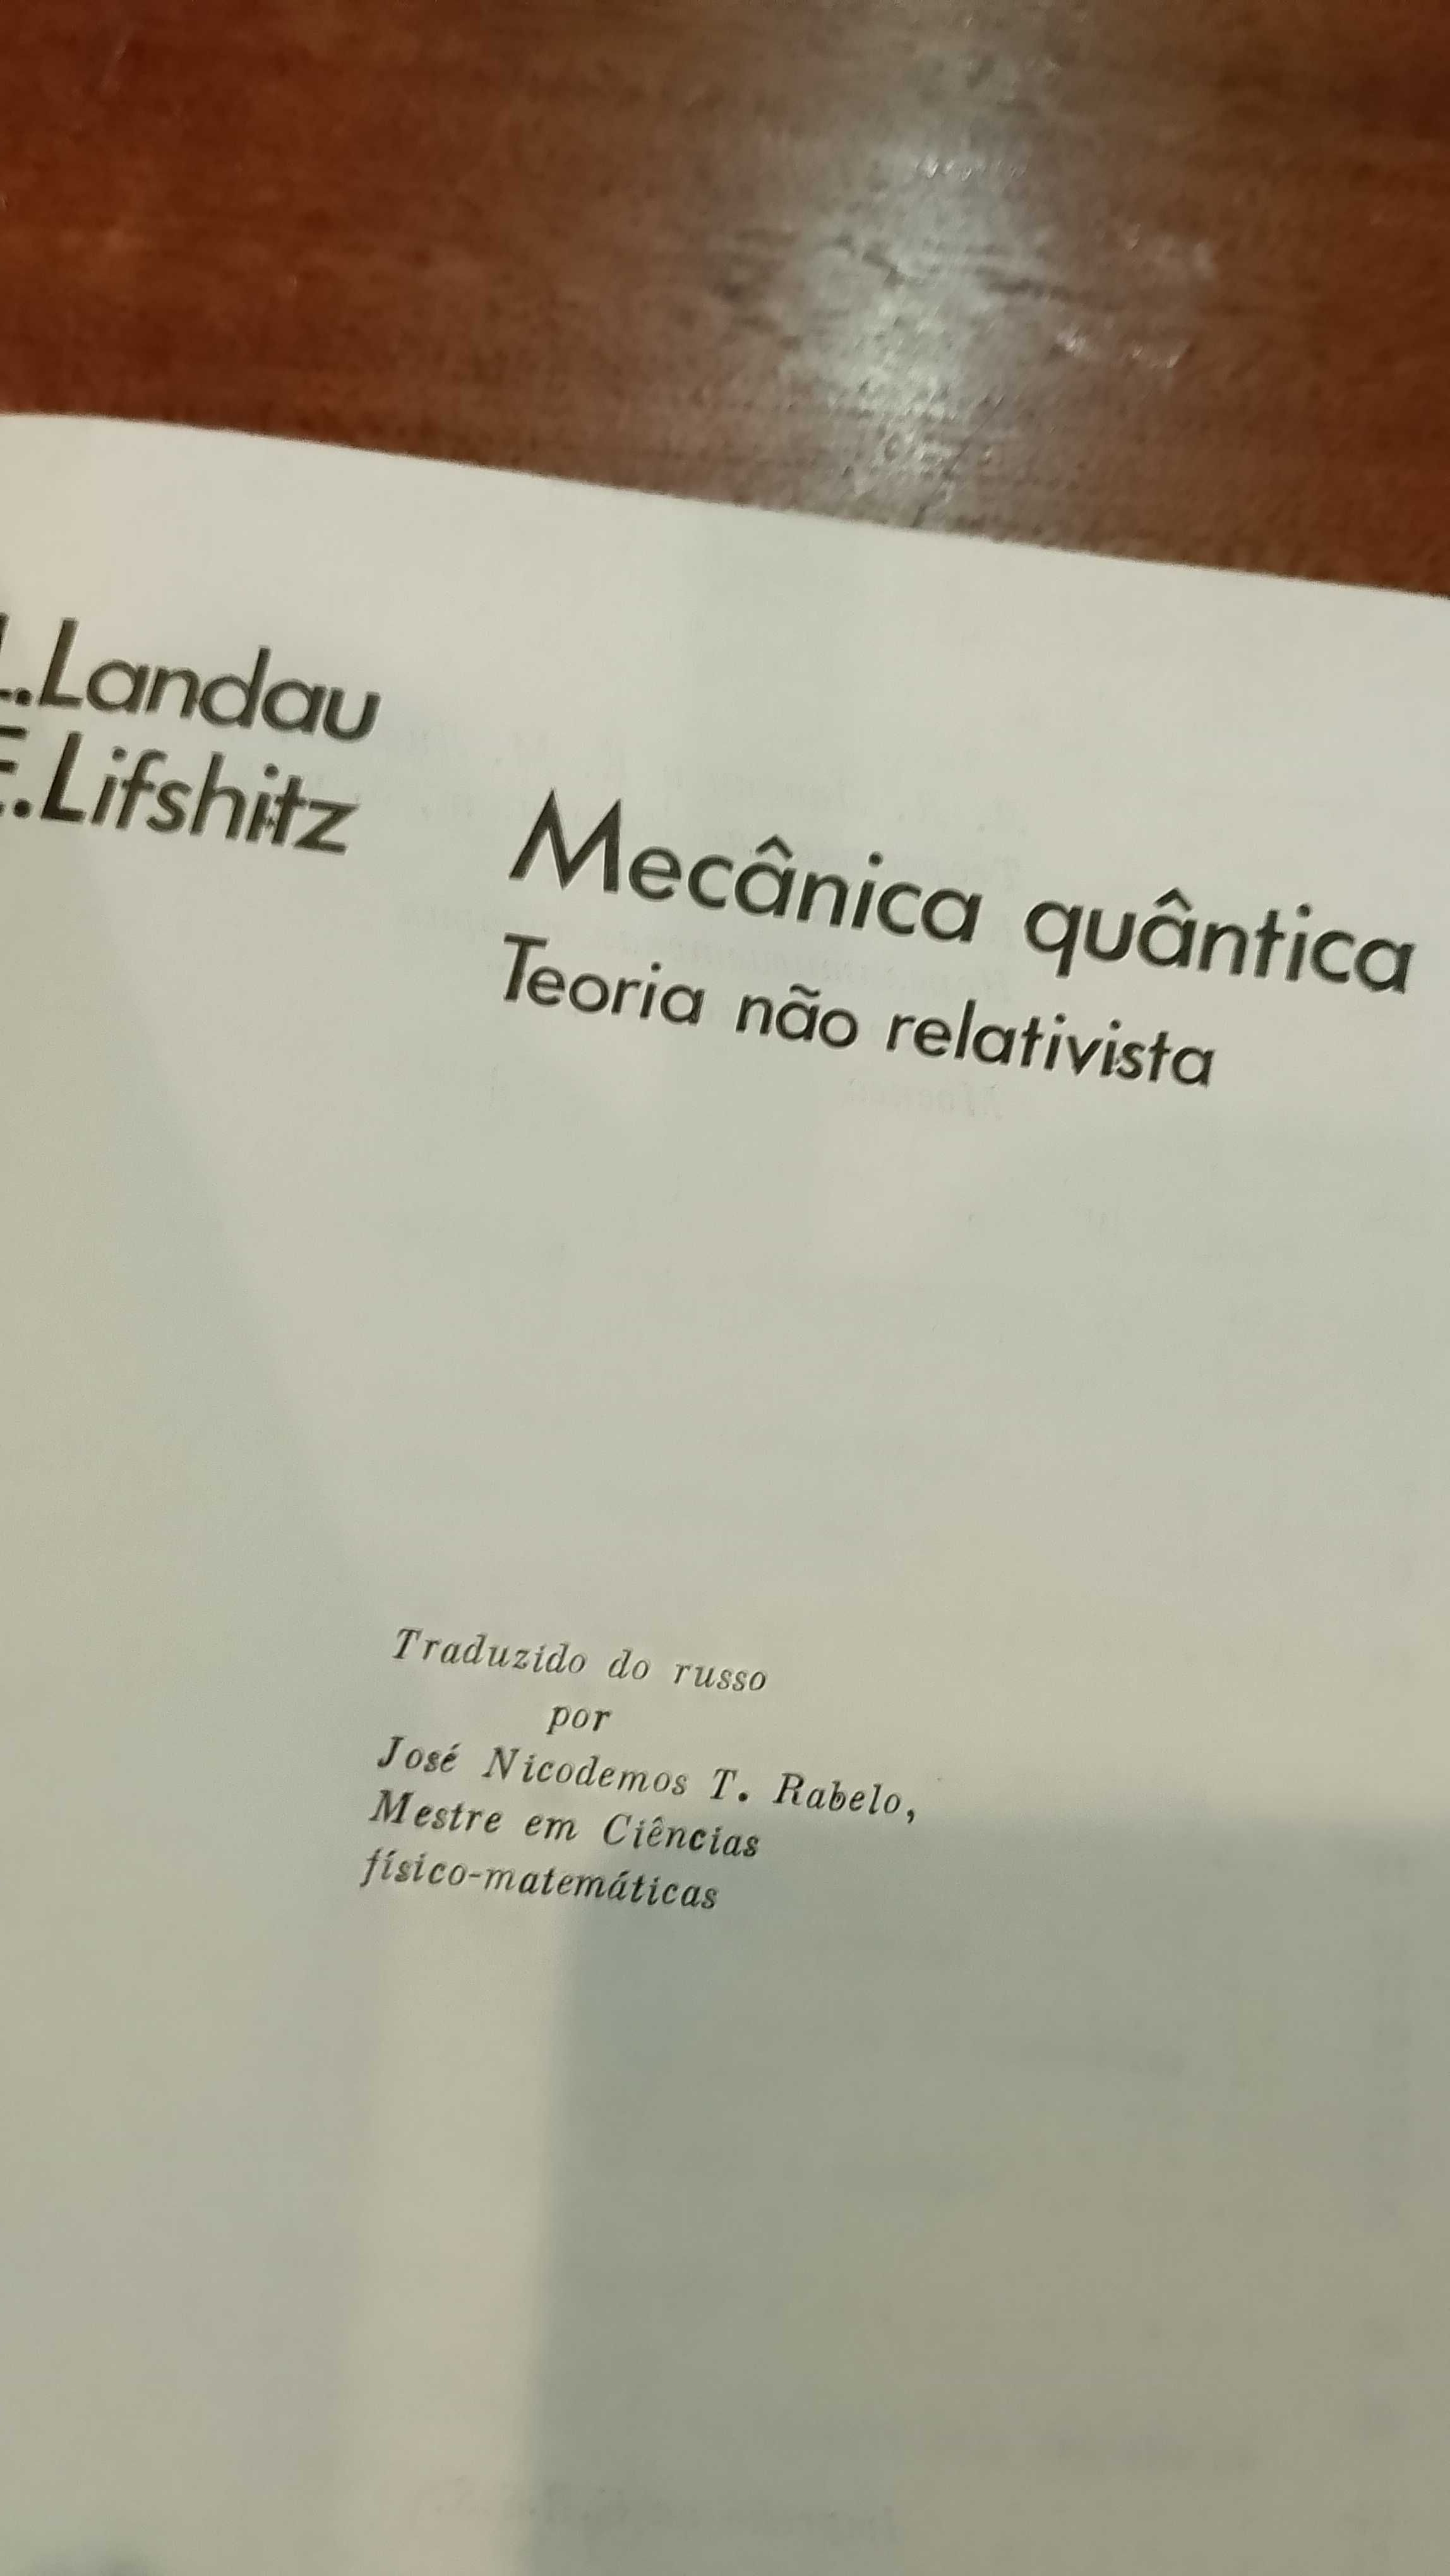 L.Landau
E.Lifshitz
Mecânica quântica
Teoria não relativista
Traduzido do russo
por
José Nicodemos T. Rabelo,
Mestre em Ciências
físico-matemáticas